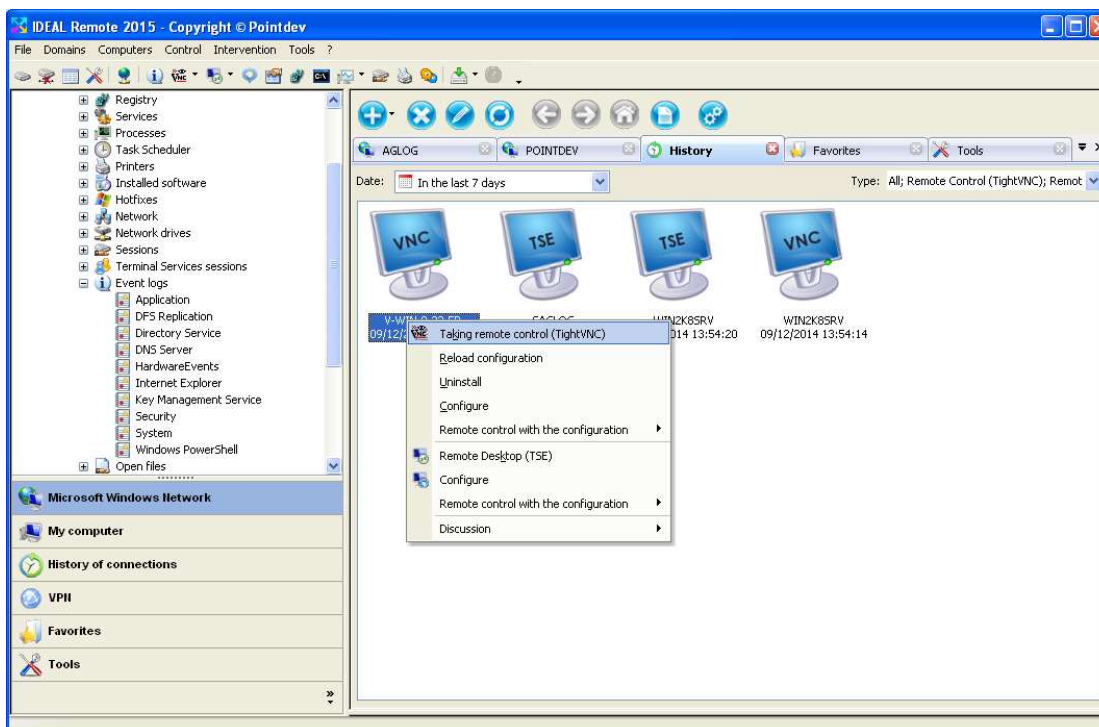 IDEAL Remote 2015 - Copyright © Pointdev
File Domains Computers Control Intervention Tools ?
Registry
Services
Processes
Task Scheduler
Printers
Installed software
Hotfixes
Network
Network drives
Sessions
Terminal Services sessions
Event logs
Application
DFS Replication
Directory Service
DNS Server
HardwareEvents
Internet Explorer
Key Management Service
Security
System
Windows PowerShell
Open files
Microsoft Windows Network
My computer
History of connections
VPN
Favorites
Tools
AGLOG POINTDEV History Favorites Tools
Date: In the last 7 days Type: All; Remote Control (TightVNC); Remot
VNC TSE TSE VNC
WIN2K8SRV WIN2K8SRV
09/12/ 014 13:54:20 09/12/2014 13:54:14
Taking remote control (TightVNC)
Reload configuration
Uninstall
Configure
Remote control with the configuration
Remote Desktop (TSE)
Configure
Remote control with the configuration
Discussion